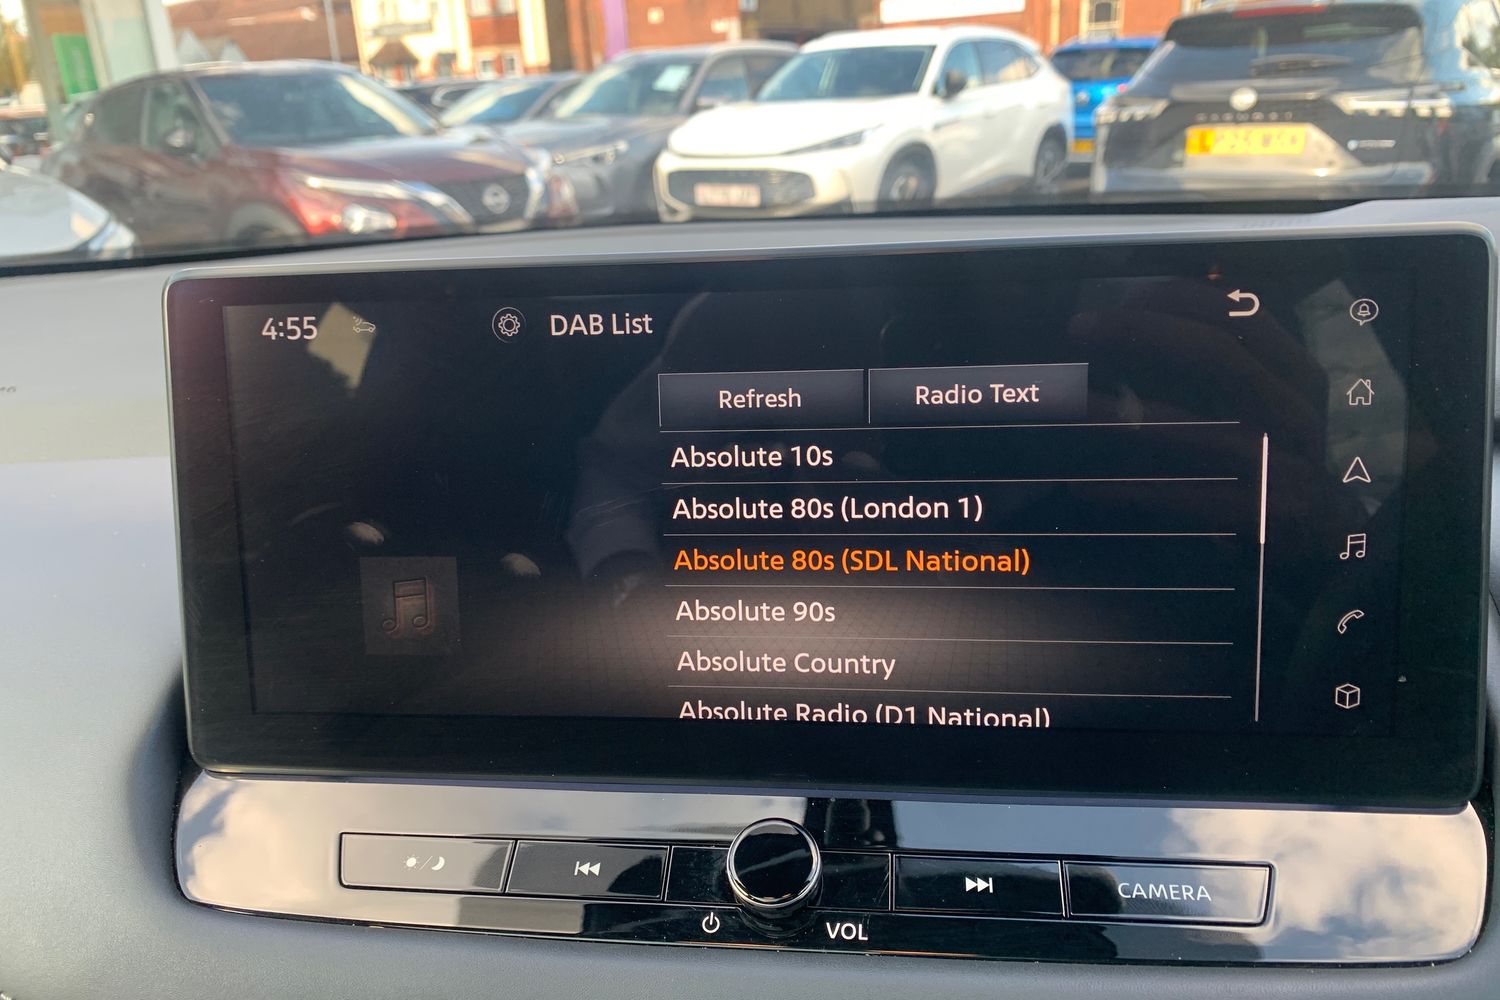 4:55
DAB List
Refresh
Radio Text
Absolute 10s
Absolute 80s (London 1)
Absolute 80s (SDL National)
Absolute 90s
Absolute Country
Absolute Radio (D1 National)
VOL
CAMERA